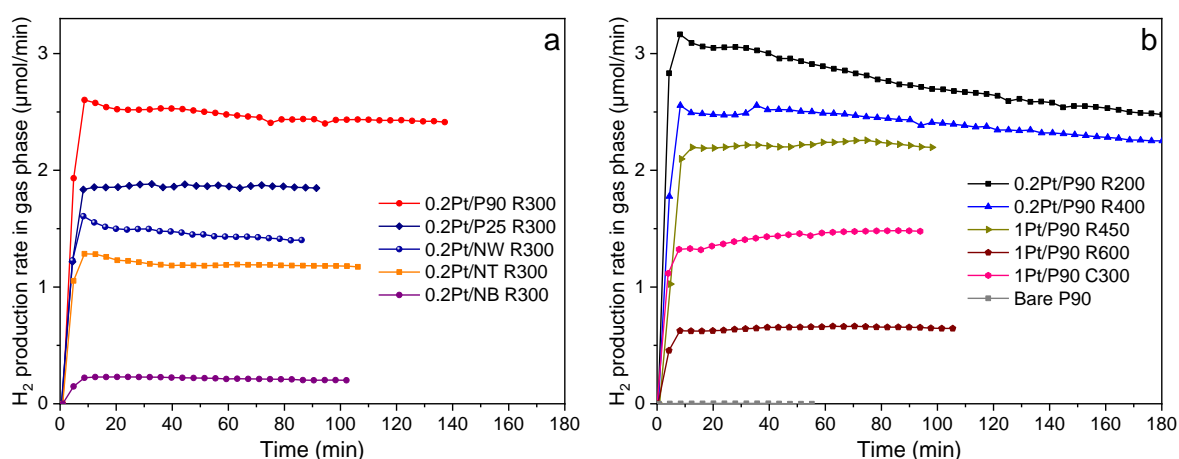 a
H₂ production rate in gas phase (μmol/min)
3
2
1
0
0.2Pt/P90 R300
0.2Pt/P25 R300
0.2Pt/NW R300
0.2Pt/NT R300
0.2Pt/NB R300
0 20 40 60 80 100 120 140 160 180
Time (min)
b
H₂ production rate in gas phase (μmol/min)
3
2
1
0
0.2Pt/P90 R200
0.2Pt/P90 R400
1Pt/P90 R450
1Pt/P90 R600
1Pt/P90 C300
Bare P90
0 20 40 60 80 100 120 140 160 180
Time (min)